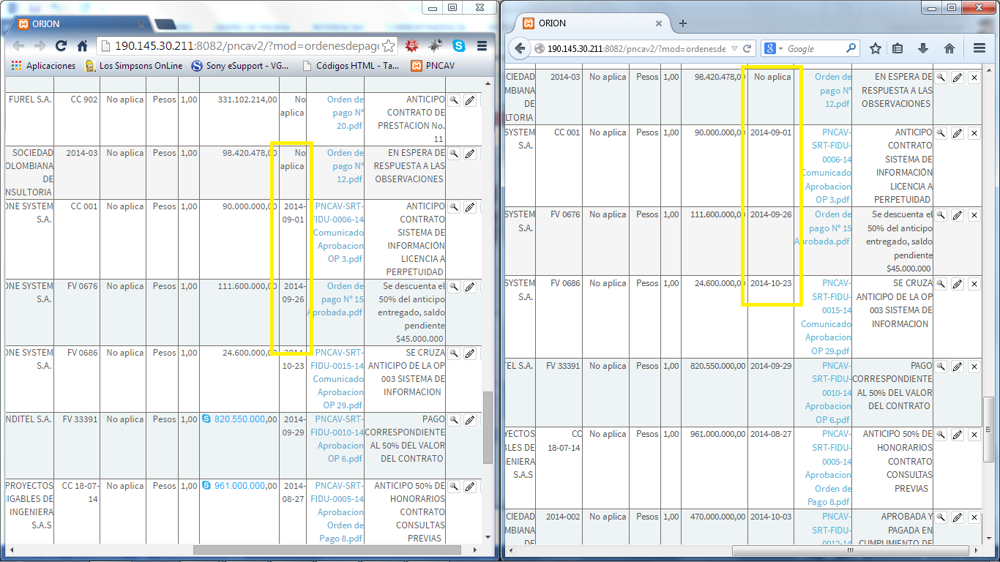 ORION
190.145.30.211:8082/pncav2/?mod=ordenesdepago
Aplicaciones Los Simpsons OnLine Sony eSupport - VG... Códigos HTML - Ta... PNCAV
FUREL S.A. CC 902 No aplica Pesos 1,00 331.102.214,00 No Orden de ANTICIPO
aplica pago N° CONTRATO DE
20.pdf PRESTACION No.
11
SOCIEDAD 2014-03 No aplica Pesos 1,00 98.420.478,00 No Orden de EN ESPERA DE
OLOMBIANA aplica pago N° RESPUESTA A LAS
DE 12.pdf OBSERVACIONES
NSULTORIA
ONE SYSTEM CC 001 No aplica Pesos 1,00 90.000.000,00 2014- PNCAV-SRT- ANTICIPO
S.A. 09-01 FIDU-0006-14 CONTRATO
Comunicado SISTEMA DE
Aprobacion INFORMACIÓN
OP 3.pdf LICENCIA A
PERPETUIDAD
ONE SYSTEM FV 0676 No aplica Pesos 1,00 111.600.000,00 2014- Orden de Se descuenta el
S.A. 09-26 pago N° 15 50% del anticipo
Aprobada.pdf entregado, saldo
pendiente
$45.000.000
ONE SYSTEM FV 0686 No aplica Pesos 1,00 24.600.000,00 2014- PNCAV-SRT- SE CRUZA
S.A. 10-23 FIDU-0015-14 ANTICIPO DE LA OP
Comunicado 003 SISTEMA DE
Aprobacion INFORMACION
OP 29.pdf
NDITEL S.A. FV 33391 No aplica Pesos 1,00 820.550.000,00 2014- PNCAV-SRT- PAGO
09-29 FIDU-0010-14 CORRESPONDIENTE
Aprobacion AL 50% DEL VALOR
OP 6.pdf DEL CONTRATO
PROYECTOS CC 18-07- No aplica Pesos 1,00 961.000.000,00 2014- PNCAV-SRT- ANTICIPO 50% DE
IGABLES DE 14 08-27 FIDU-0005-14 HONORARIOS
INGENIERA Aprobacion CONTRATO
S.A.S Orden de CONSULTAS
Pago 8.pdf PREVIAS
ORION
190.145.30.211:8082/pncav2/?mod=ordenesde
Google
CIEDAD 2014-03 No aplica Pesos 1,00 98.420.478,00 No aplica Orden de EN ESPERA DE
MBIANA pago N° RESPUESTA A LAS
DE 12.pdf OBSERVACIONES
LTORIA
SYSTEM CC 001 No aplica Pesos 1,00 90.000.000,00 2014-09-01 PNCAV- ANTICIPO
S.A. SRT-FIDU- CONTRATO
0006-14 SISTEMA DE
Comunicado INFORMACIÓN
Aprobacion LICENCIA A
OP 3.pdf PERPETUIDAD
SYSTEM FV 0676 No aplica Pesos 1,00 111.600.000,00 2014-09-26 Orden de Se descuenta el
S.A. pago N° 15 50% del anticipo
Aprobada.pdf entregado, saldo
pendiente
$45.000.000
SYSTEM FV 0686 No aplica Pesos 1,00 24.600.000,00 2014-10-23 PNCAV- SE CRUZA
S.A. SRT-FIDU- ANTICIPO DE LA OP
0015-14 003 SISTEMA DE
Comunicado INFORMACION
Aprobacion
OP 29.pdf
TEL S.A. FV 33391 No aplica Pesos 1,00 820.550.000,00 2014-09-29 PNCAV- PAGO
SRT-FIDU- CORRESPONDIENTE
0010-14 AL 50% DEL VALOR
Aprobacion DEL CONTRATO
OP 6.pdf
YECTOS CC No aplica Pesos 1,00 961.000.000,00 2014-08-27 PNCAV- ANTICIPO 50% DE
BLES DE 18-07-14 SRT-FIDU- HONORARIOS
GENIERA 0005-14 CONTRATO
S.A.S Aprobacion CONSULTAS
Orden de PREVIAS
Pago 8.pdf
CIEDAD 2014-002 No aplica Pesos 1,00 470.000.000,00 2014-10-03 PNCAV- APROBADA Y
MBIANA SRT-FIDU- PAGADA EN
DE 0012-14 CUMPLIMIENTO DE